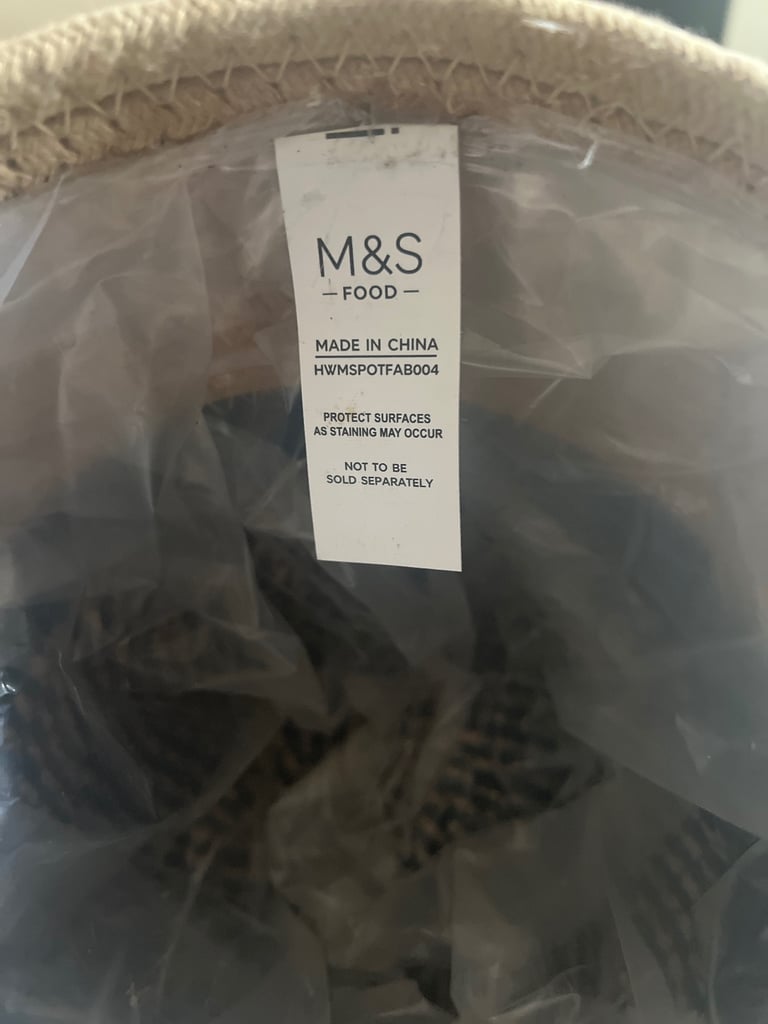 M&S
— FOOD —
MADE IN CHINA
HWMSPOTFAB004
PROTECT SURFACES
AS STAINING MAY OCCUR
NOT TO BE
SOLD SEPARATELY